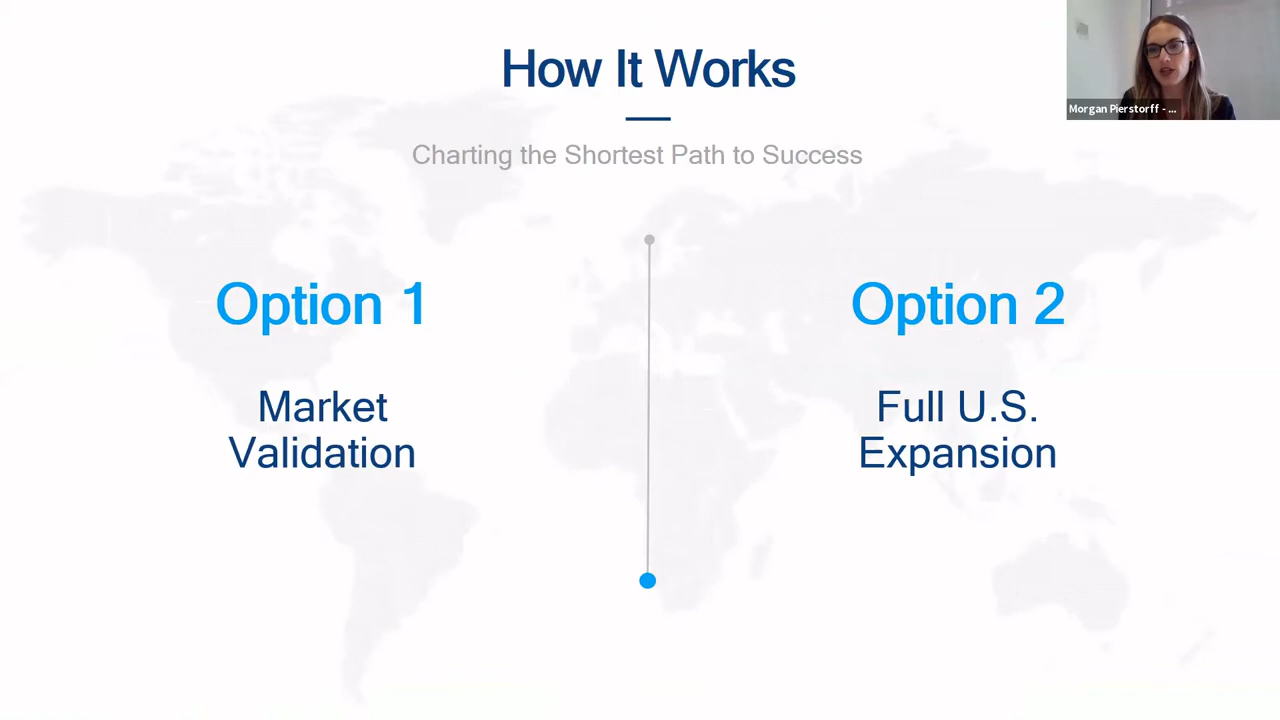 How It Works
Charting the Shortest Path to Success
Morgan Pierstorff - ...
Option 1
Market
Validation
Option 2
Full U.S.
Expansion